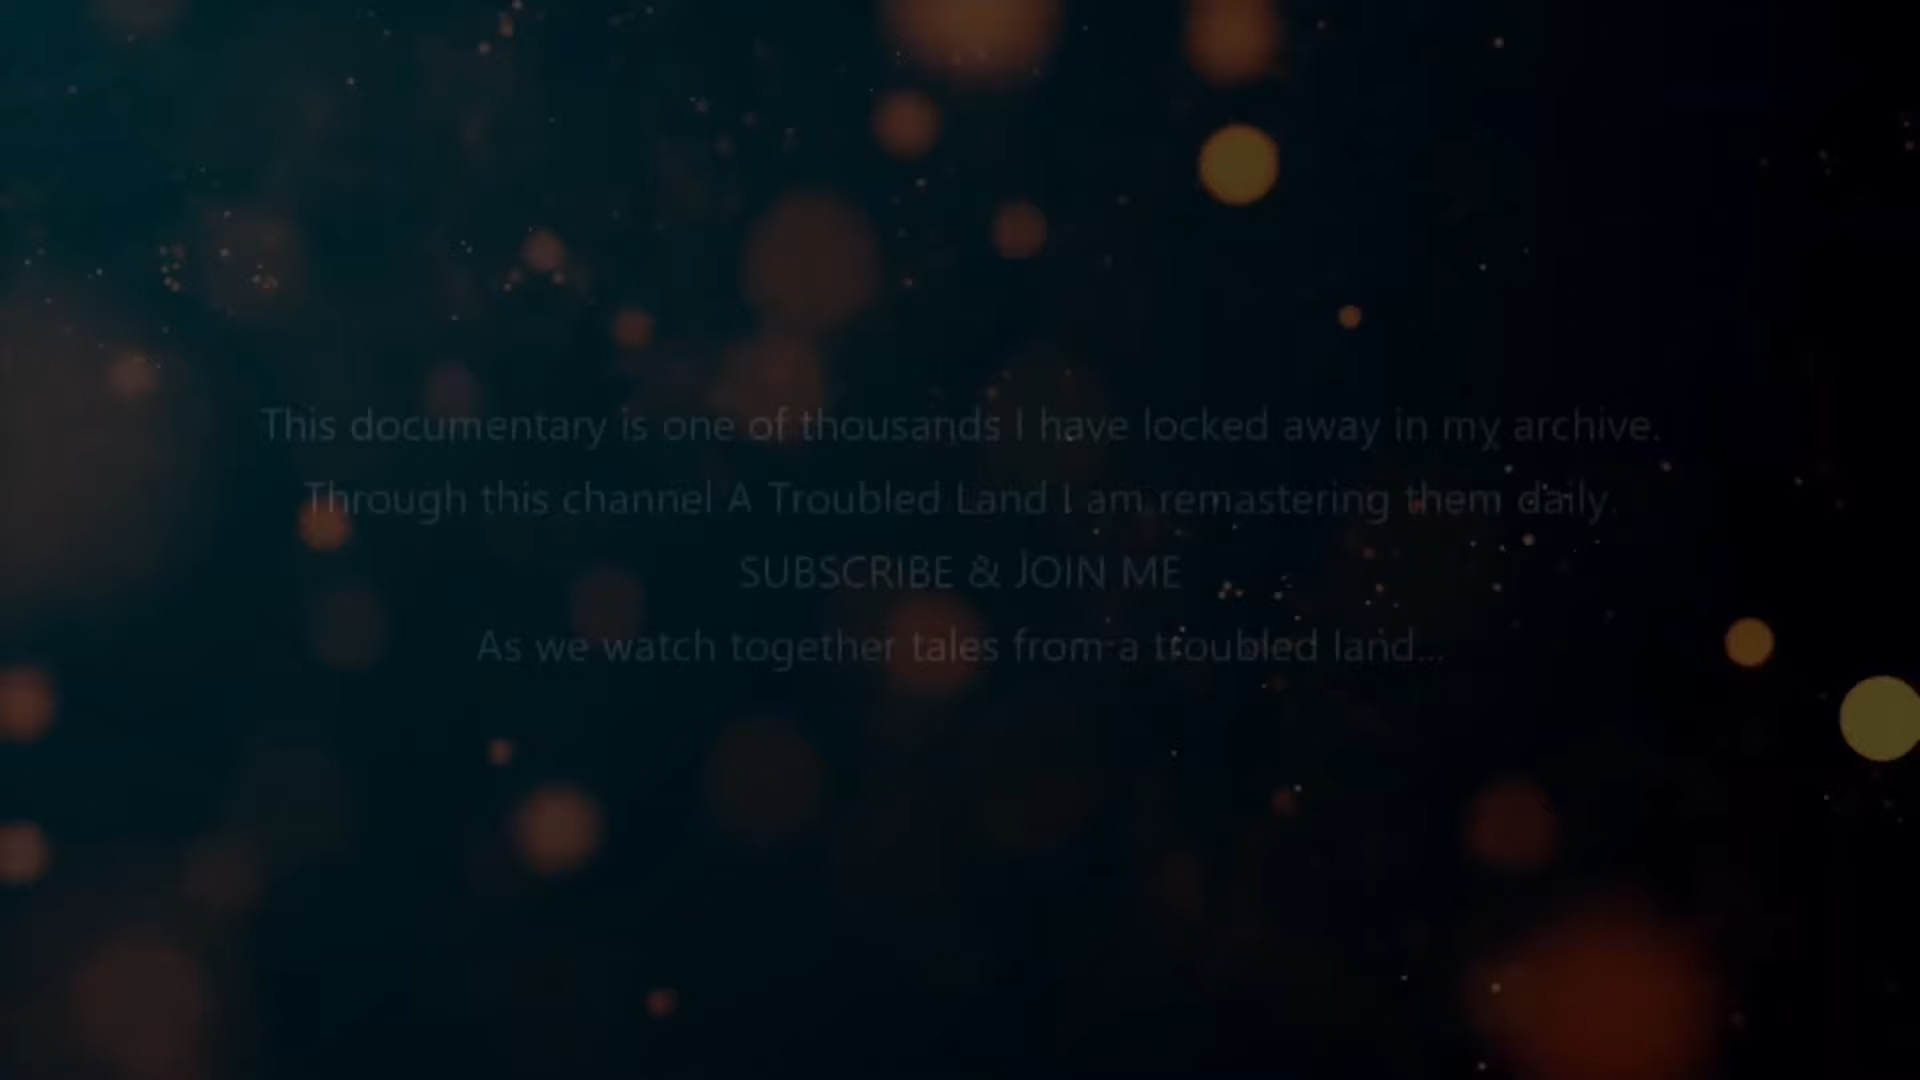 This documentary is one of thousands I have locked away in my archive.
Through this channel A Troubled Land I am remastering them daily.
SUBSCRIBE & JOIN ME
As we watch together tales from a troubled land...